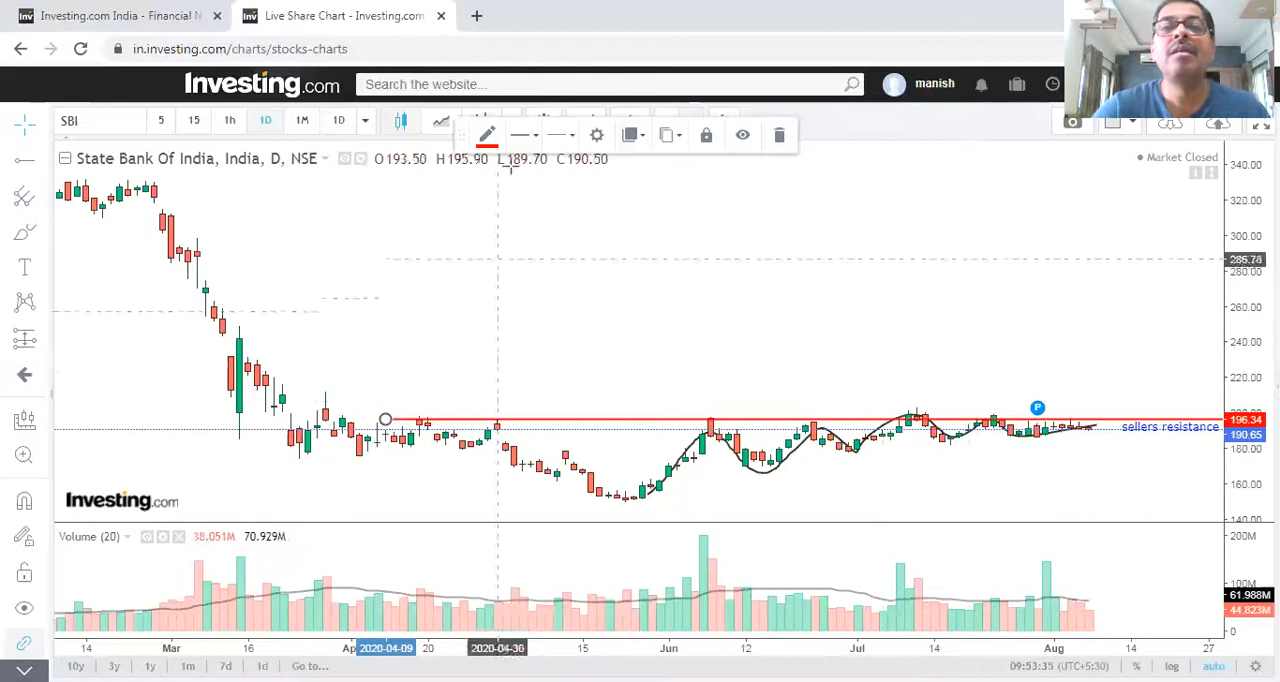 Investing.com India - Financial N
Live Share Chart - Investing.com
in.investing.com/charts/stocks-charts
Investing.com
Search the website...
manish
SBI
5
15
1h
1D
1M
1D
State Bank Of India, India, D, NSE
O193.50 H195.90 L189.70 C190.50
Market Closed
340.00
320.00
300.00
285.78
280.00
260.00
240.00
220.00
196.34
190.65
180.00
160.00
140.00
P
sellers resistance
Investing.com
Volume (20)
38.051M
70.929M
200M
100M
61.988M
44.823M
0
14
Mar
16
2020-04-09
20
2020-04-30
15
Jun
12
Jul
14
Aug
14
27
10y
3y
1y
1m
7d
1d
Go to...
09:53:35 (UTC+5:30)
%
log
auto